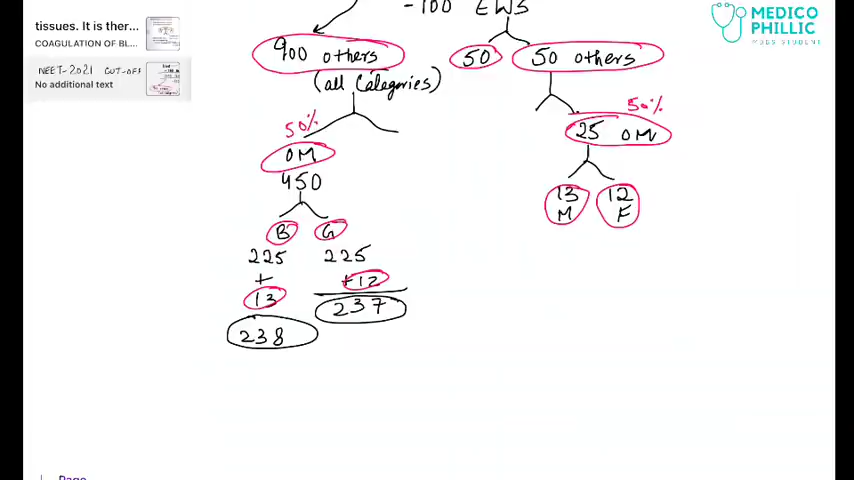 tissues. It is ther...
COAGULATION OF BL...
NEET-2021 CUT-OFF
No additional text
-100 EWS
MEDICO
PHILLIC
MBBS STUDENT
900 others
50
50 others
(all Categories)
50%
50%
OM
25 OM
450
13
M
12
F
B
G
225
225
+
+12
13
237
238
Page